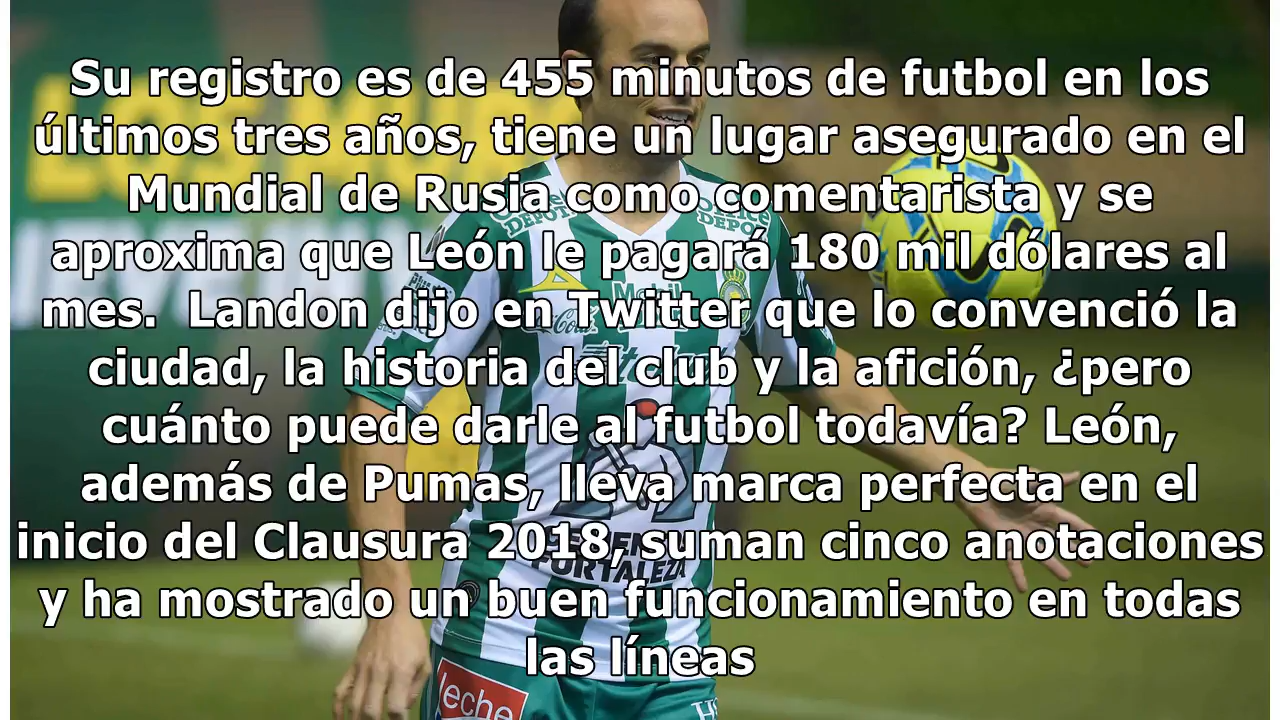 Su registro es de 455 minutos de futbol en los
últimos tres años, tiene un lugar asegurado en el
Mundial de Rusia como comentarista y se
aproxima que León le pagará 180 mil dólares al
mes.  Landon dijo en Twitter que lo convenció la
ciudad, la historia del club y la afición, ¿pero
cuánto puede darle al futbol todavía? León,
además de Pumas, lleva marca perfecta en el
inicio del Clausura 2018, suman cinco anotaciones
y ha mostrado un buen funcionamiento en todas
las líneas
DEPOT
DEPOT
FORTALEZA
leche